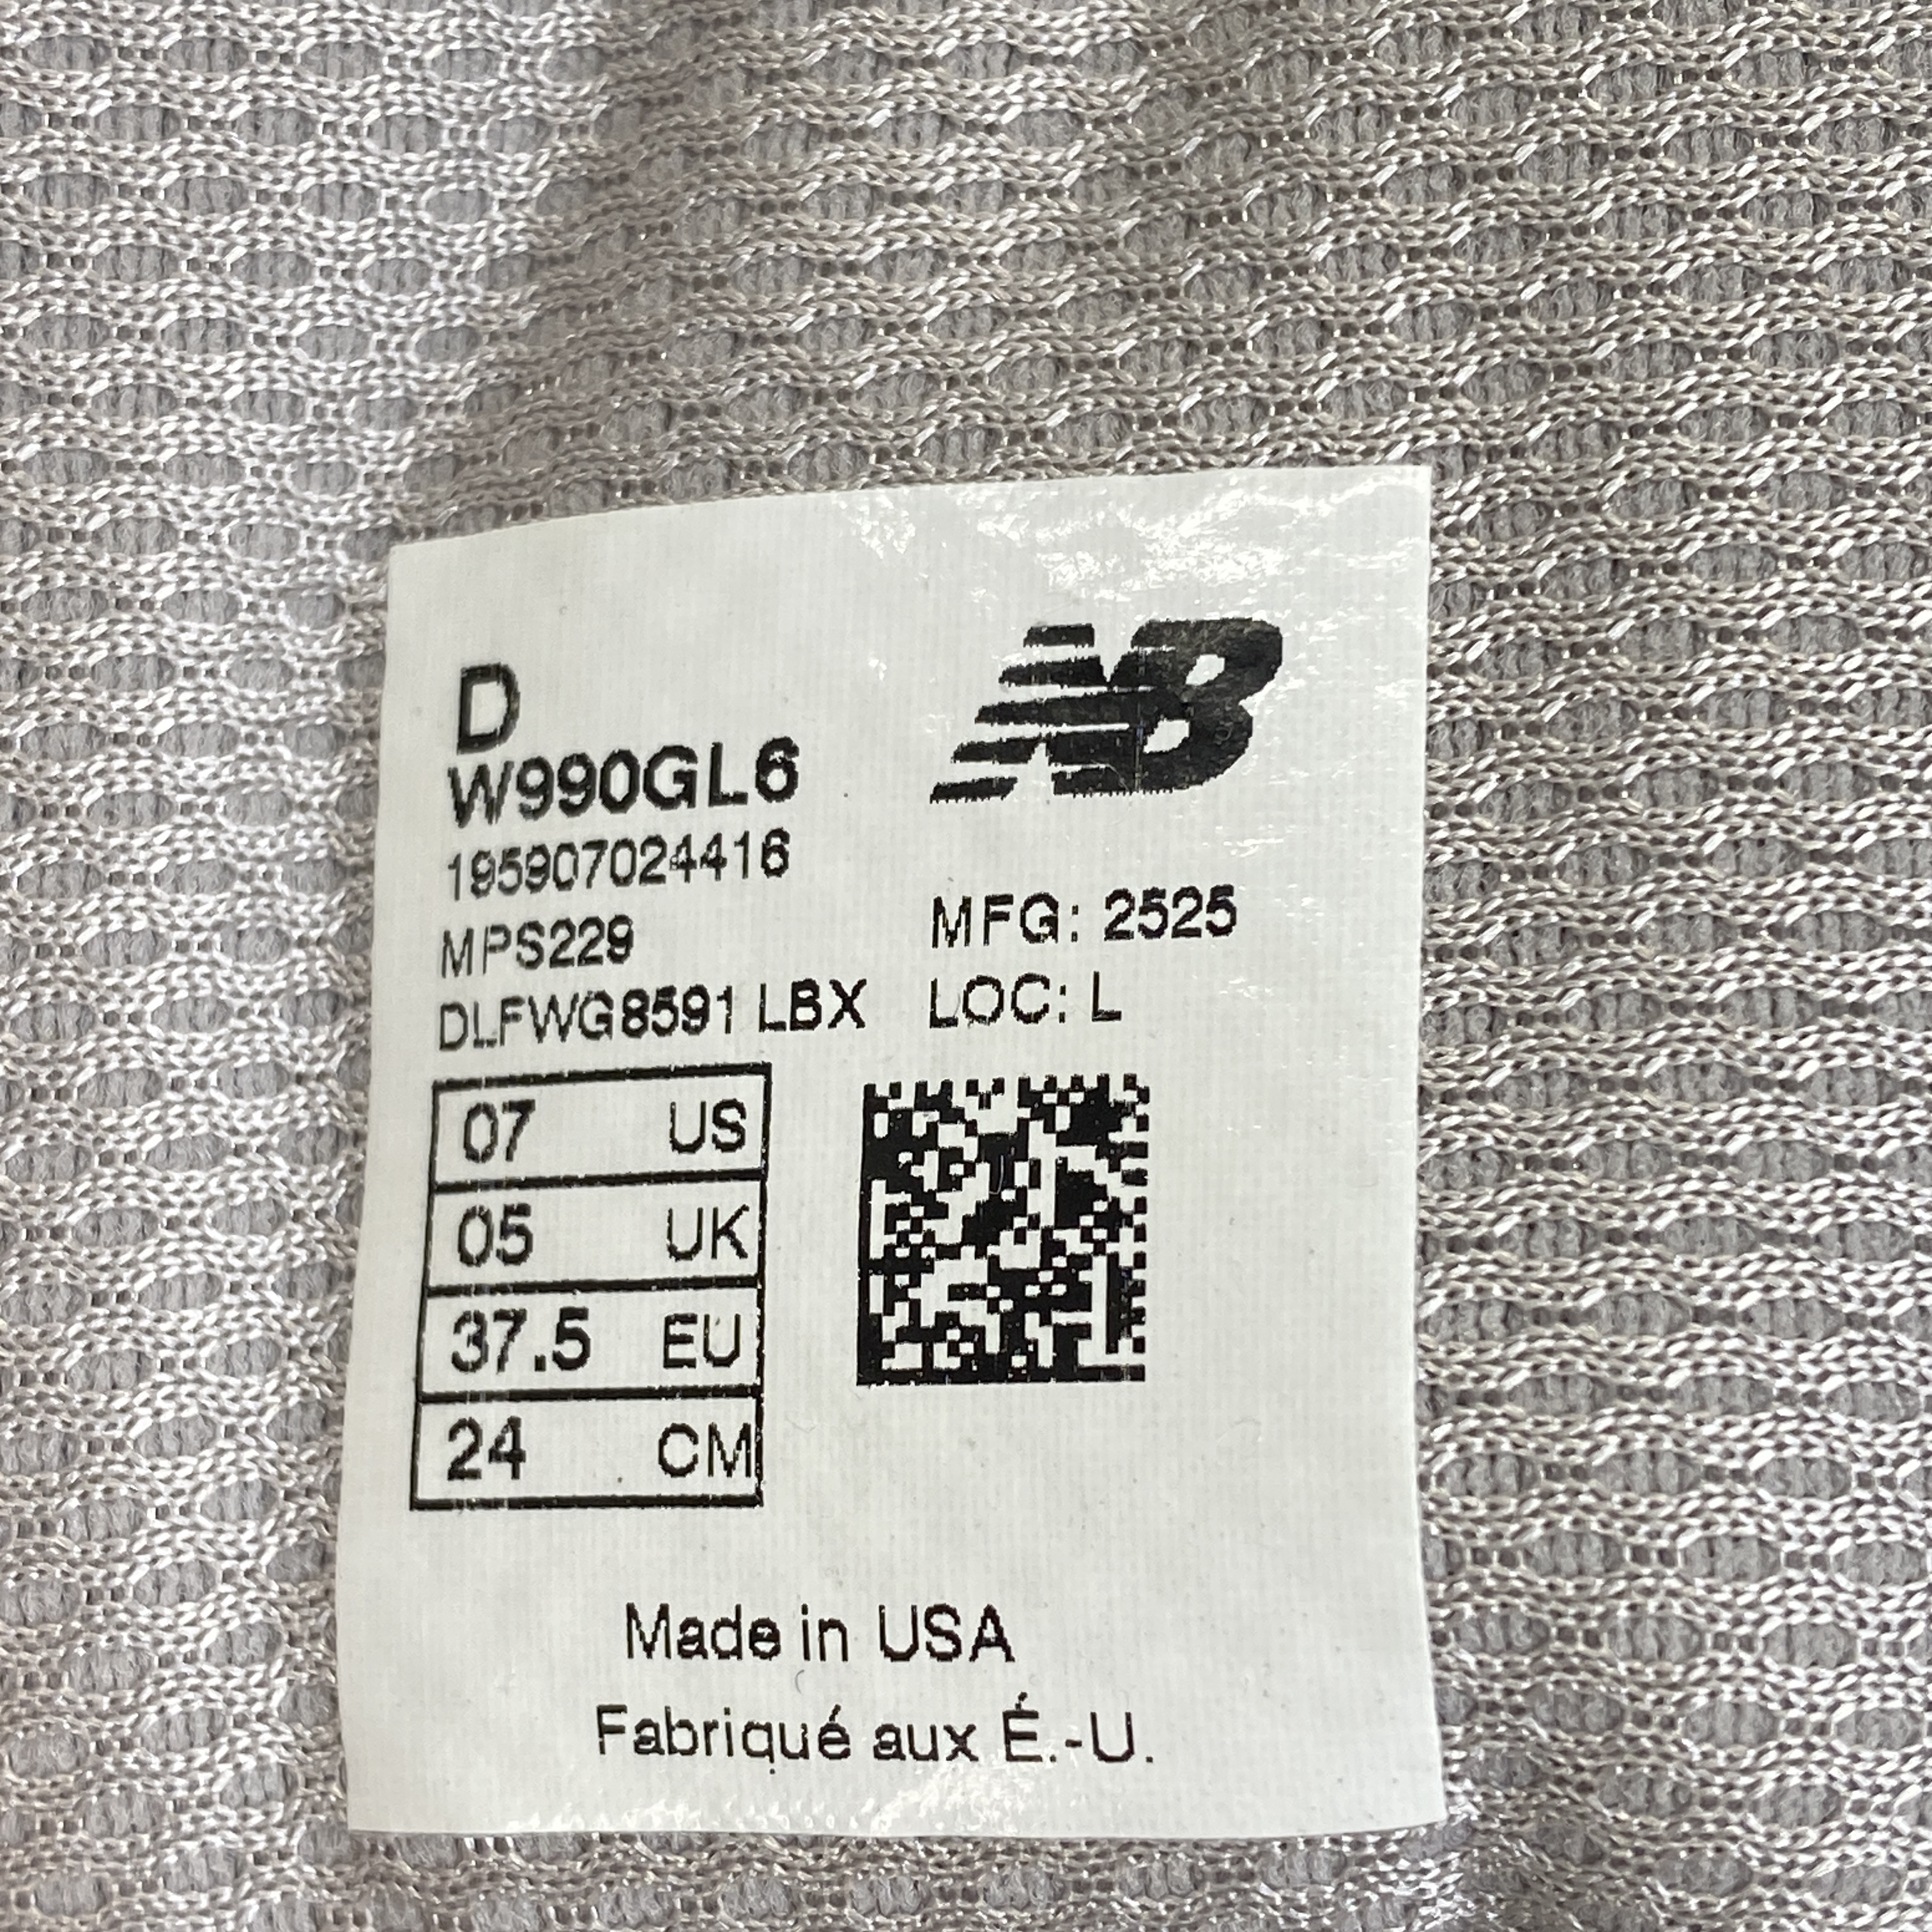 D
NB
W990GL6
195907024416
MPS229
MFG: 2525
DLFWG8591 LBX
LOC: L
07 US
05 UK
37.5 EU
24 CM
Made in USA
Fabriqué aux É.-U.